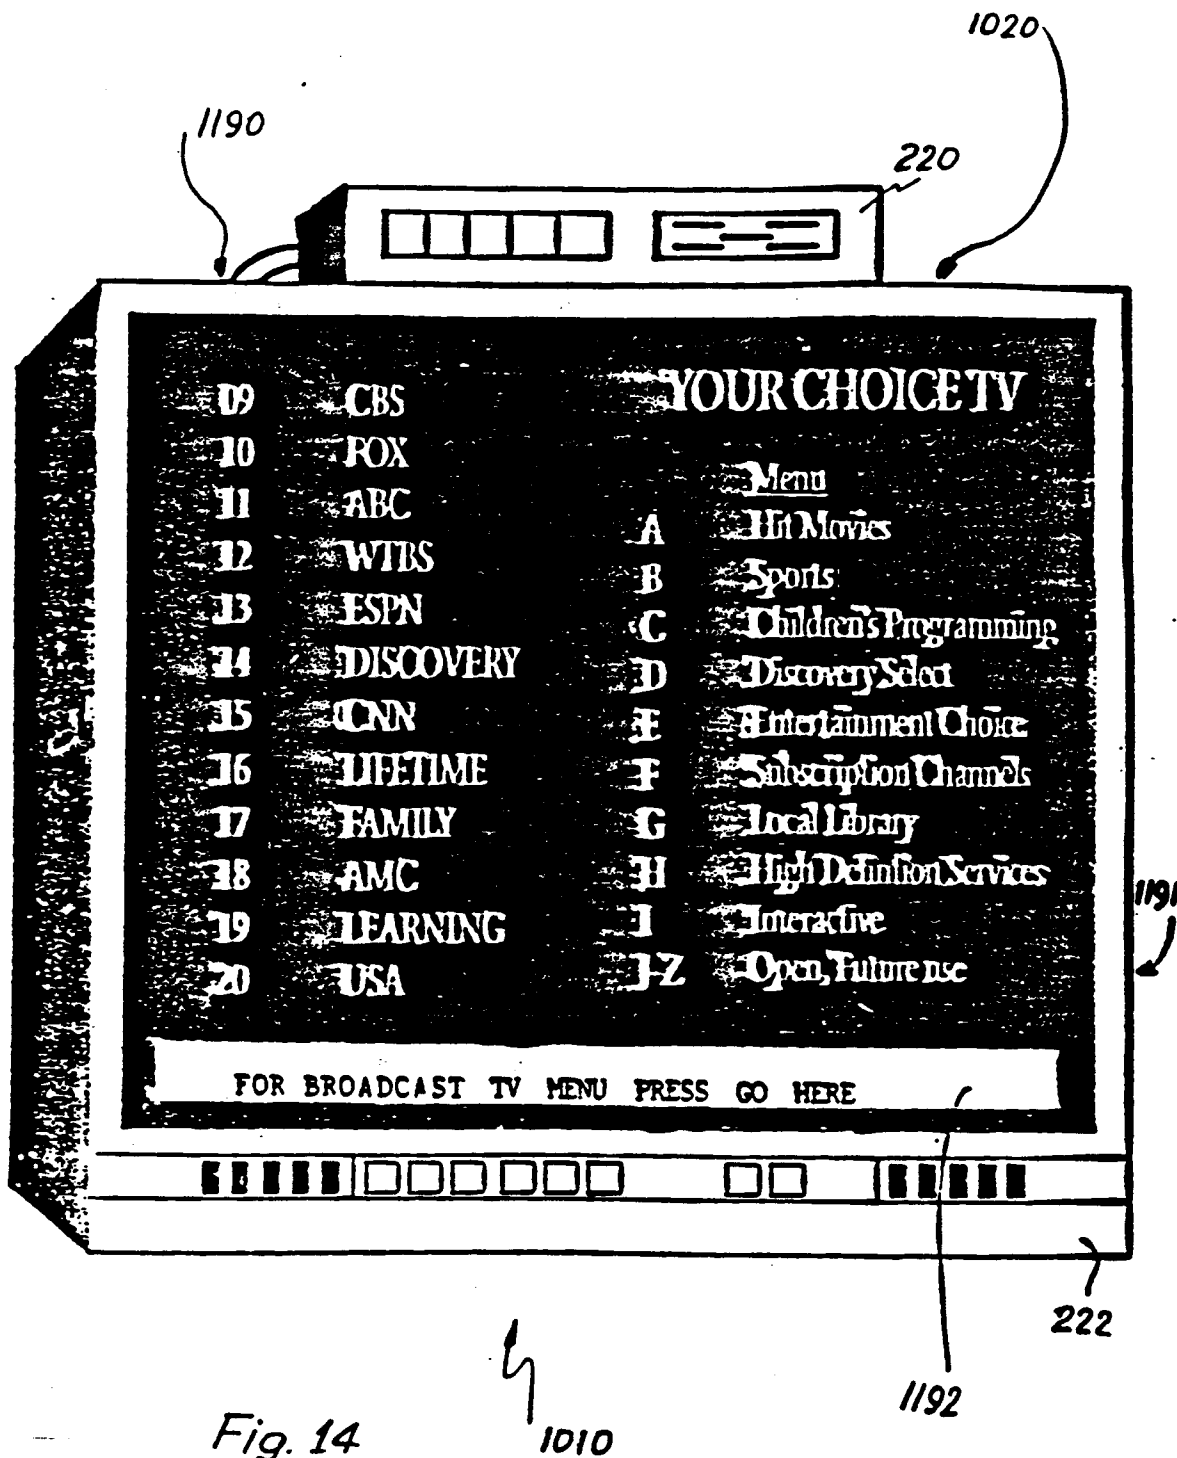 1020
1190
220
YOUR CHOICE TV
09 CBS
10 FOX
11 ABC
12 WTBS
13 ESPN
14 DISCOVERY
15 CNN
16 LIFETIME
17 FAMILY
18 AMC
19 LEARNING
20 USA
Menu
A Hit Movies
B Sports
C Children's Programming
D Discovery Select
E Entertainment Choice
F Subscription Channels
G Local Library
H High Definition Services
I Interactive
J-Z Open, Future use
1191
FOR BROADCAST TV MENU PRESS GO HERE
222
1192
1010
Fig. 14